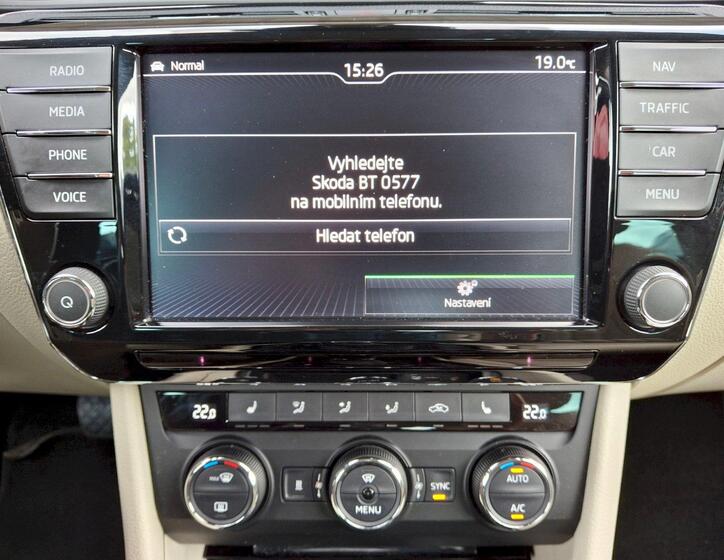 RADIO
MEDIA
PHONE
VOICE
Normal
15:26
19.0°C
Vyhledejte
Skoda BT 0577
na mobilním telefonu.
Hledat telefon
Nastavení
NAV
TRAFFIC
CAR
MENU
22.0
22.0
MAX
MENU
SYNC
AUTO
A/C